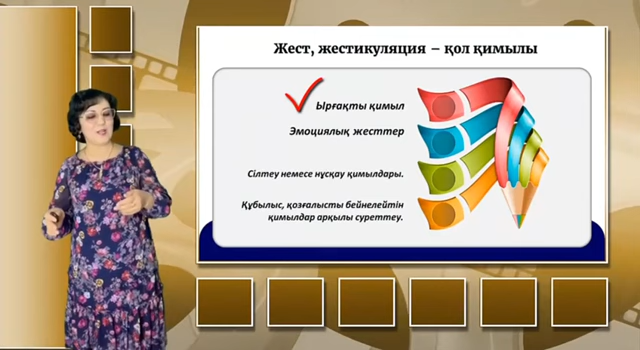 Жест, жестикуляция – қол қимылы
Ырғақты қимыл
Эмоциялық жесттер
Сілтеу немесе нұсқау қимылдары.
Құбылыс, қозғалысты бейнелейтін
қимылдар арқылы суреттеу.